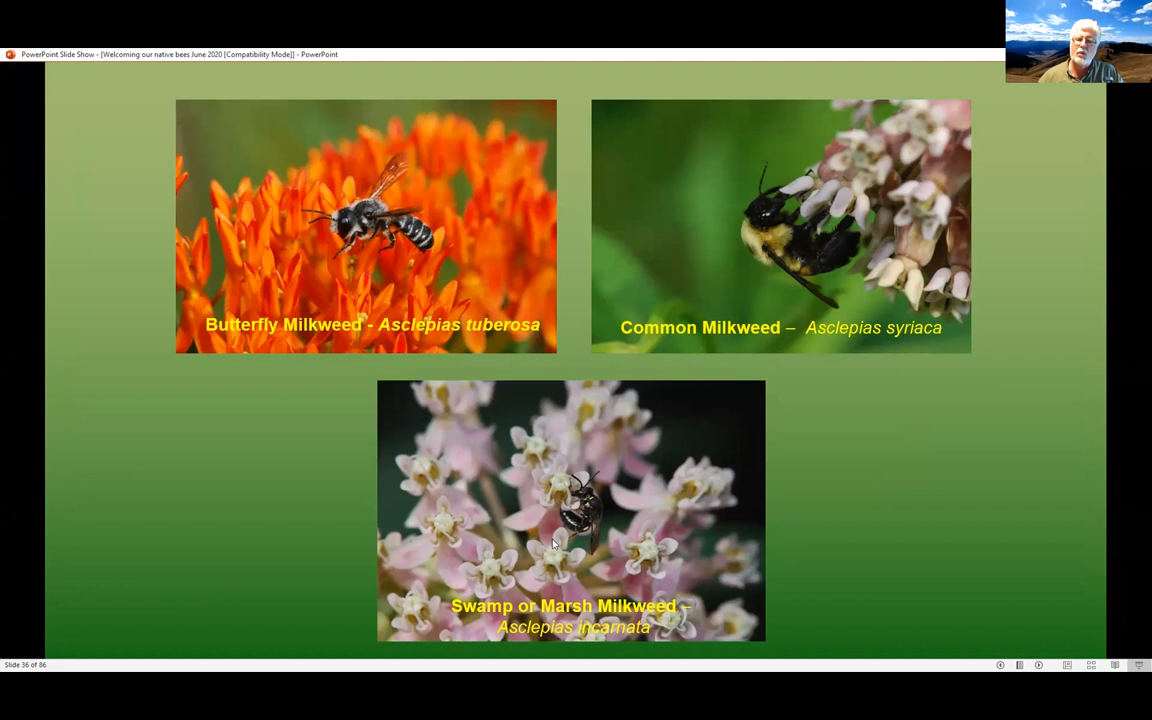 PowerPoint Slide Show - [Welcoming our native bees June 2020 [Compatibility Mode]] - PowerPoint
Butterfly Milkweed - Asclepias tuberosa
Common Milkweed – Asclepias syriaca
Swamp or Marsh Milkweed –
Asclepias incarnata
Slide 36 of 86